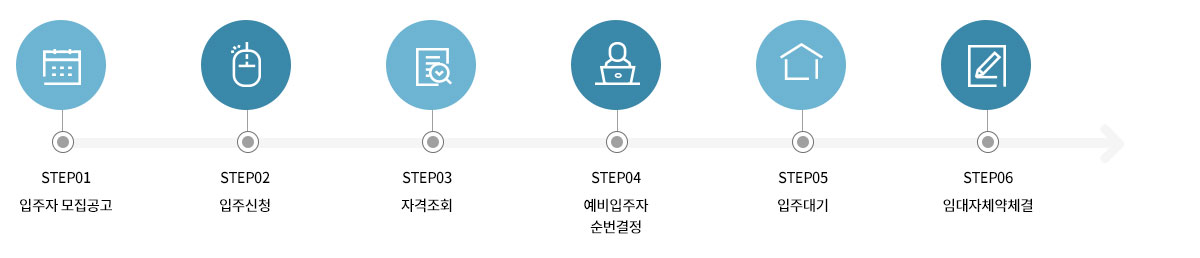 STEP01
입주자 모집공고
STEP02
입주신청
STEP03
자격조회
STEP04
예비입주자
순번결정
STEP05
입주대기
STEP06
임대자체약체결